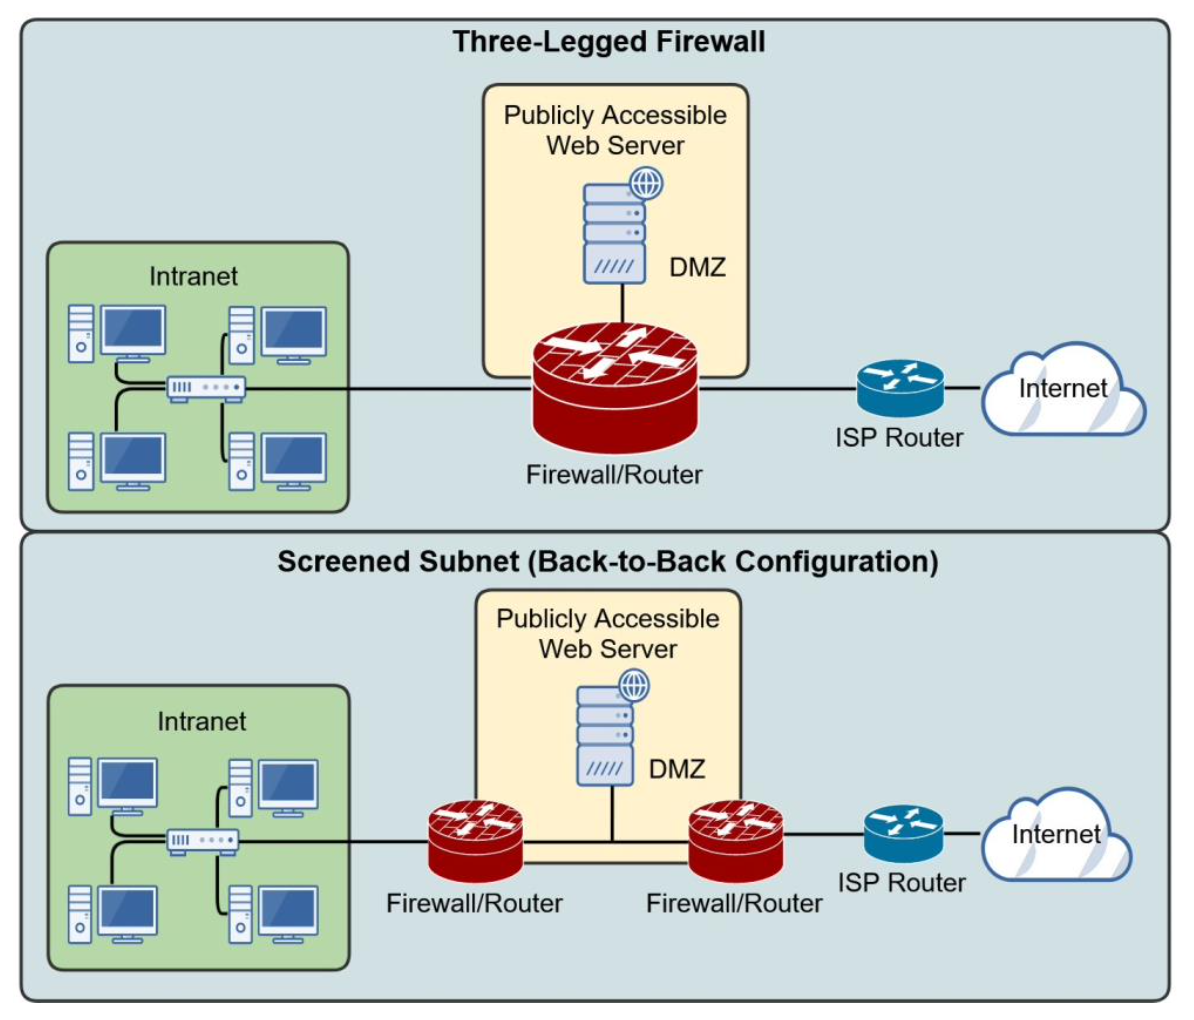 Three-Legged Firewall
Publicly Accessible
Web Server
DMZ
Intranet
Internet
ISP Router
Firewall/Router
Screened Subnet (Back-to-Back Configuration)
Publicly Accessible
Web Server
DMZ
Intranet
Internet
ISP Router
Firewall/Router
Firewall/Router